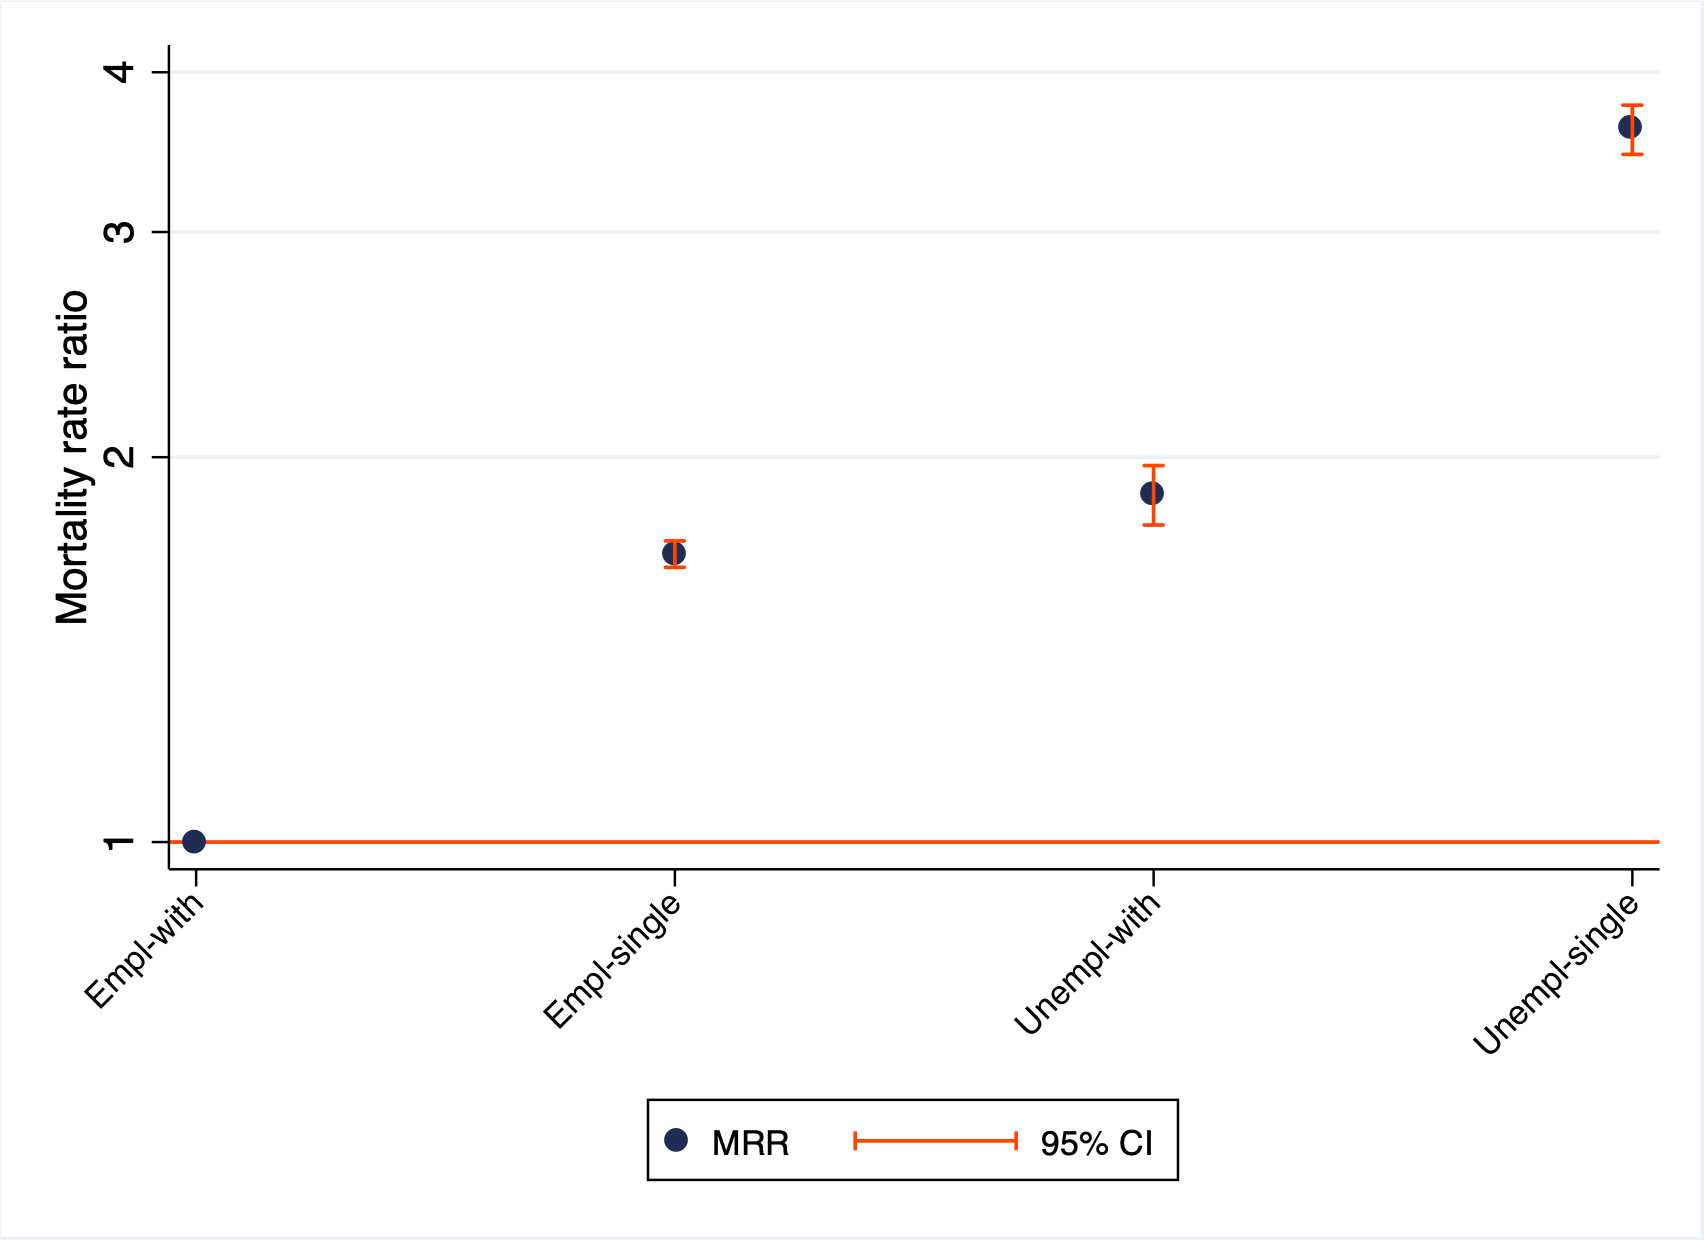 Mortality rate ratio
4
3
2
1
Empl-with
Empl-single
Unempl-with
Unempl-single
MRR
95% CI